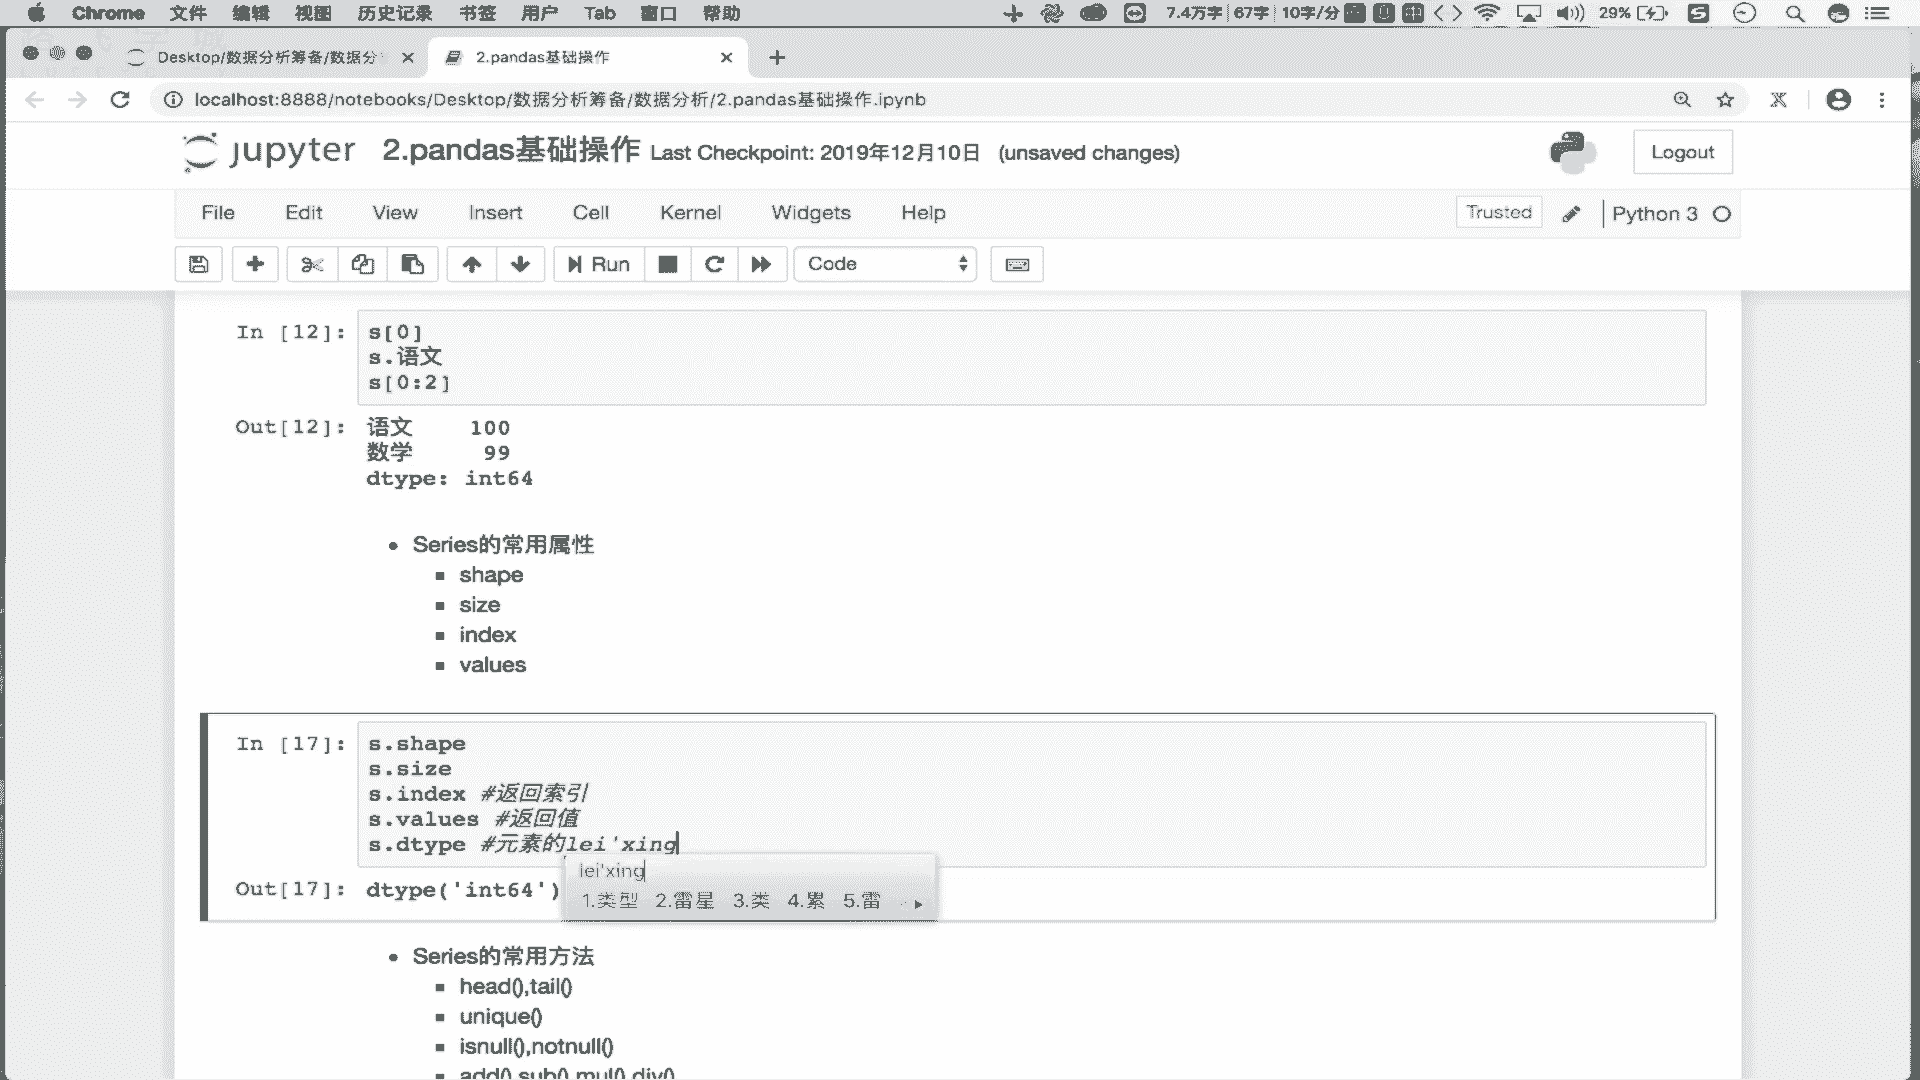 Chrome 文件 编辑 视图 历史记录 书签 用户 Tab 窗口 帮助 7.4万字 67字 10字/分 29%
Desktop/数据分析筹备/数据分 2.pandas基础操作
localhost:8888/notebooks/Desktop/数据分析筹备/数据分析/2.pandas基础操作.ipynb
jupyter 2.pandas基础操作 Last Checkpoint: 2019年12月10日 (unsaved changes) Logout
File Edit View Insert Cell Kernel Widgets Help Trusted Python 3
Run Code
In [12]: s[0]
s.语文
s[0:2]
Out[12]: 语文 100
数学 99
dtype: int64
Series的常用属性
shape
size
index
values
In [17]: s.shape
s.size
s.index #返回索引
s.values #返回值
s.dtype #元素的lei'xing
lei'xing
Out[17]: dtype('int64') 1.类型 2.雷星 3.类 4.累 5.雷
Series的常用方法
head(),tail()
unique()
isnull(),notnull()
add() sub() mul() div()